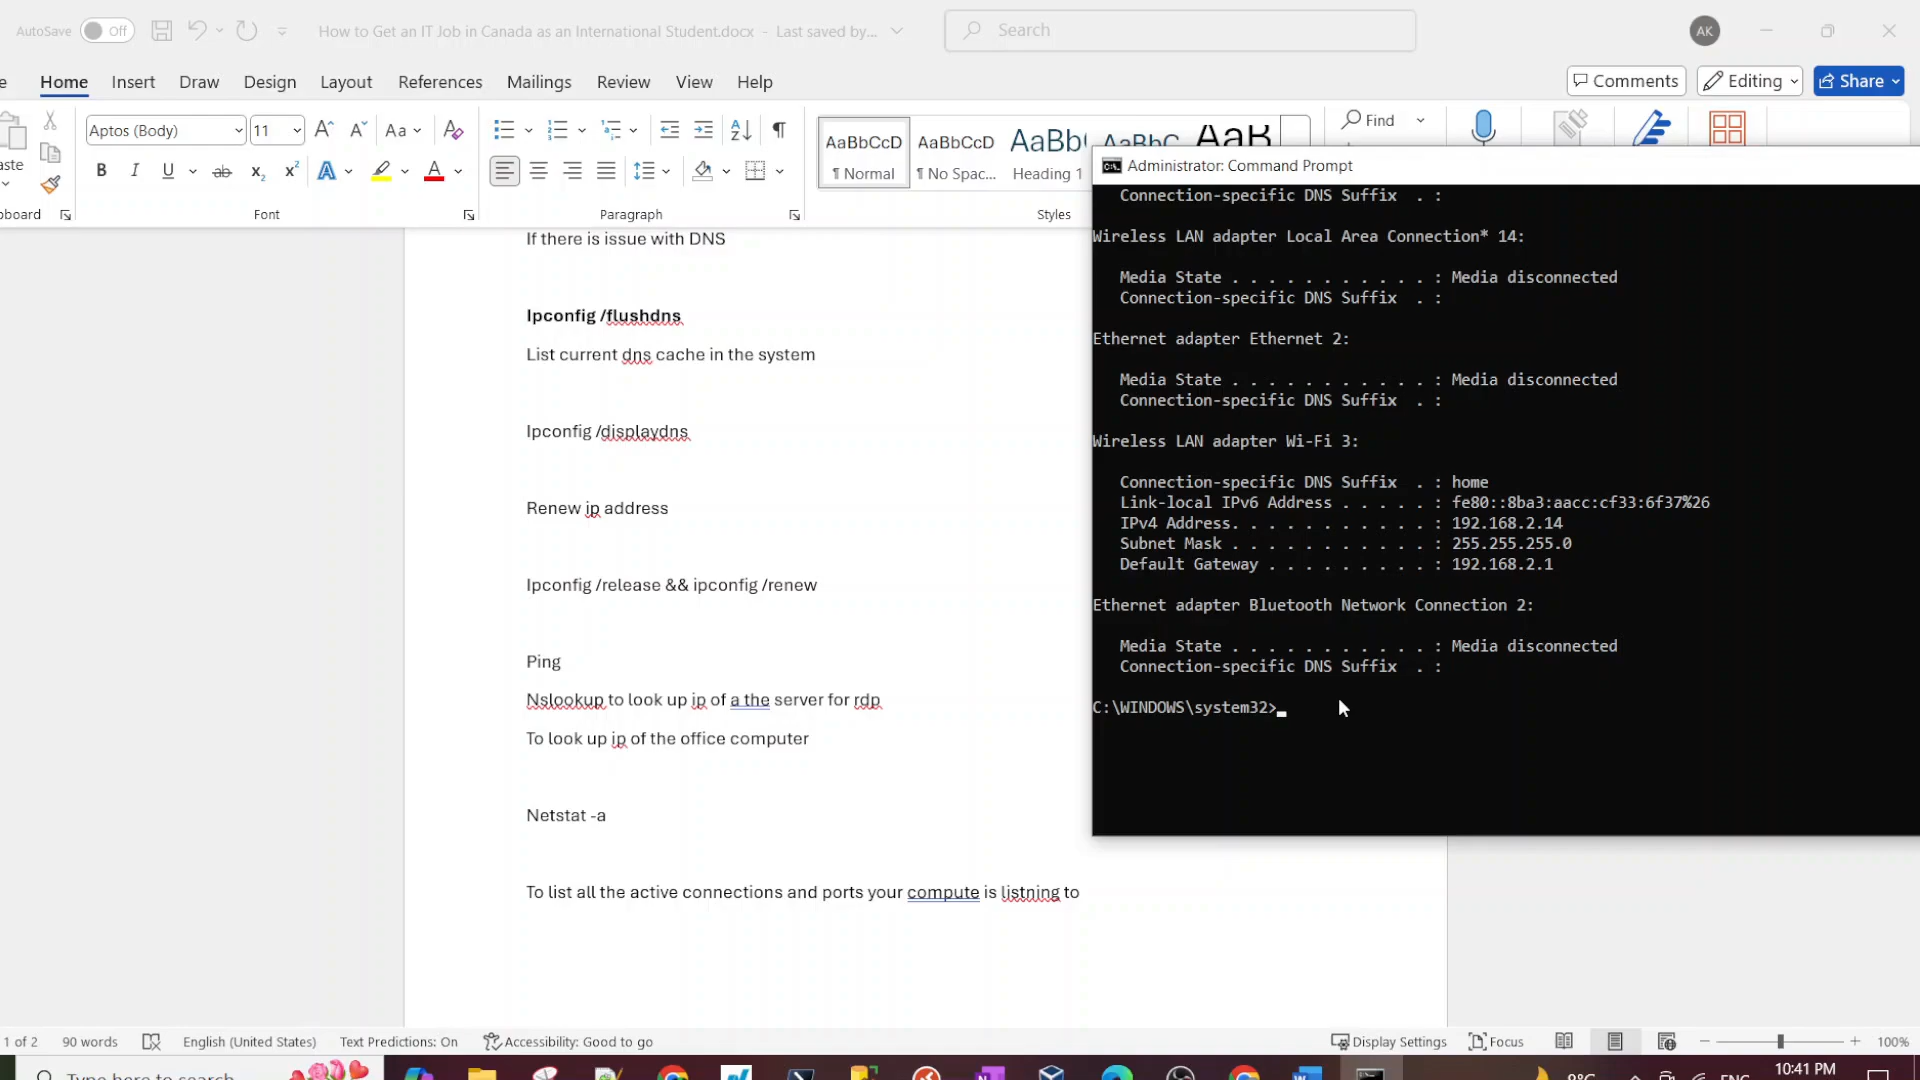 AutoSave Off How to Get an IT Job in Canada as an International Student.docx - Last saved by... Search AK
Home Insert Draw Design Layout References Mailings Review View Help Comments Editing Share
Aptos (Body) 11 Aa Find
AaBbCcD AaBbCcD
¶ Normal ¶ No Spac... Heading 1
Font Paragraph Styles
If there is issue with DNS
Ipconfig /flushdns
List current dns cache in the system
Ipconfig /displaydns
Renew ip address
Ipconfig /release && ipconfig /renew
Ping
Nslookup to look up ip of a the server for rdp
To look up ip of the office computer
Netstat -a
To list all the active connections and ports your compute is listning to
Administrator: Command Prompt
Connection-specific DNS Suffix . :
Wireless LAN adapter Local Area Connection* 14:
Media State . . . . . . . . . . . : Media disconnected
Connection-specific DNS Suffix . :
Ethernet adapter Ethernet 2:
Media State . . . . . . . . . . . : Media disconnected
Connection-specific DNS Suffix . :
Wireless LAN adapter Wi-Fi 3:
Connection-specific DNS Suffix . : home
Link-local IPv6 Address . . . . . : fe80::8ba3:aacc:cf33:6f37%26
IPv4 Address. . . . . . . . . . . : 192.168.2.14
Subnet Mask . . . . . . . . . . . : 255.255.255.0
Default Gateway . . . . . . . . . : 192.168.2.1
Ethernet adapter Bluetooth Network Connection 2:
Media State . . . . . . . . . . . : Media disconnected
Connection-specific DNS Suffix . :
C:\WINDOWS\system32>
1 of 2 90 words English (United States) Text Predictions: On Accessibility: Good to go Display Settings Focus 100%
Type here to search 10:41 PM